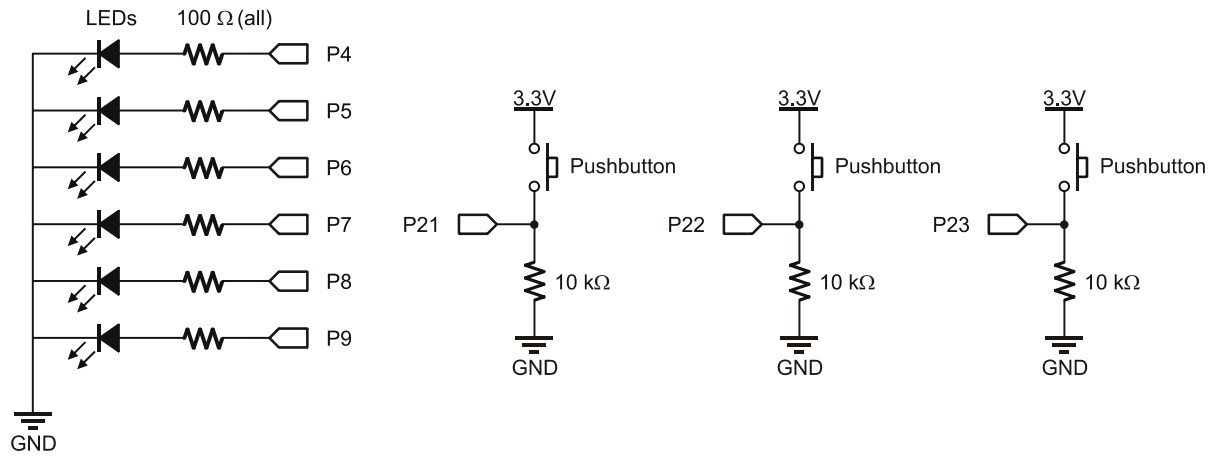 LEDs 100 Ω (all)
P4
P5
P6
P7
P8
P9
GND
3.3V
Pushbutton
P21
10 kΩ
GND
3.3V
Pushbutton
P22
10 kΩ
GND
3.3V
Pushbutton
P23
10 kΩ
GND